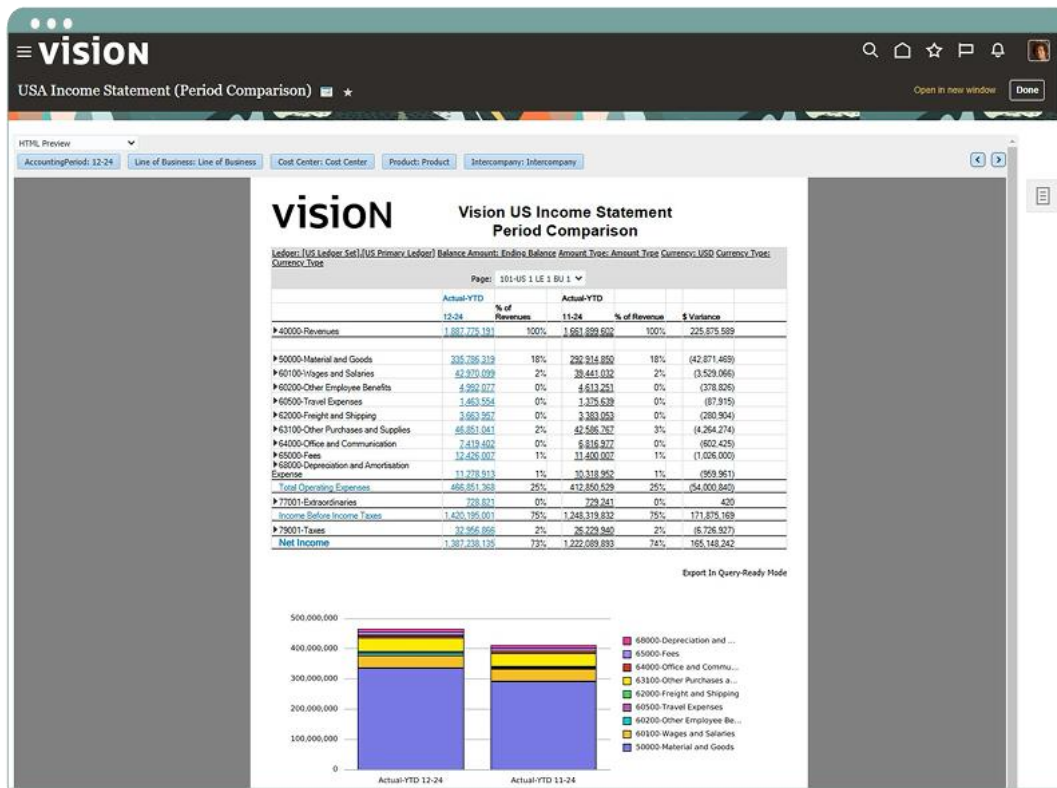 vision
USA Income Statement (Period Comparison)
Open in new window
Done
HTML Preview
AccountingPeriod: 12-24
Line of Business: Line of Business
Cost Center: Cost Center
Product: Product
Intercompany: Intercompany
vision
Vision US Income Statement
Period Comparison
Ledger: [US Ledger Set].[US Primary Ledger] Balance Amount: Ending Balance Amount Type: Amount Type Currency: USD Currency Type:
Currency Type
Page: 101-US 1 LE 1 BU 1
Actual-YTD Actual-YTD
12-24 % of Revenues 11-24 % of Revenue $ Variance
40000-Revenues 1,887,775,191 100% 1,661,899,602 100% 225,875,589
50000-Material and Goods 335,786,319 18% 292,914,850 18% (42,871,469)
60100-Wages and Salaries 42,970,099 2% 39,441,032 2% (3,529,066)
60200-Other Employee Benefits 4,992,077 0% 4,613,251 0% (378,826)
60500-Travel Expenses 1,463,554 0% 1,375,639 0% (87,915)
62000-Freight and Shipping 3,663,957 0% 3,383,053 0% (280,904)
63100-Other Purchases and Supplies 46,851,041 2% 42,586,767 3% (4,264,274)
64000-Office and Communication 7,419,402 0% 6,816,977 0% (602,425)
65000-Fees 12,426,007 1% 11,400,007 1% (1,026,000)
68000-Depreciation and Amortisation
Expense 11,278,913 1% 10,318,952 1% (959,961)
Total Operating Expenses 466,851,368 25% 412,850,529 25% (54,000,840)
77001-Extraordinaries 728,821 0% 729,241 0% 420
Income Before Income Taxes 1,420,195,001 75% 1,248,319,832 75% 171,875,169
79001-Taxes 32,956,866 2% 26,229,940 2% (6,726,927)
Net Income 1,387,238,135 73% 1,222,089,893 74% 165,148,242
Export In Query-Ready Mode
500,000,000
400,000,000
300,000,000
200,000,000
100,000,000
0
Actual-YTD 12-24
Actual-YTD 11-24
68000-Depreciation and ...
65000-Fees
64000-Office and Commu...
63100-Other Purchases a...
62000-Freight and Shipping
60500-Travel Expenses
60200-Other Employee Be...
60100-Wages and Salaries
50000-Material and Goods